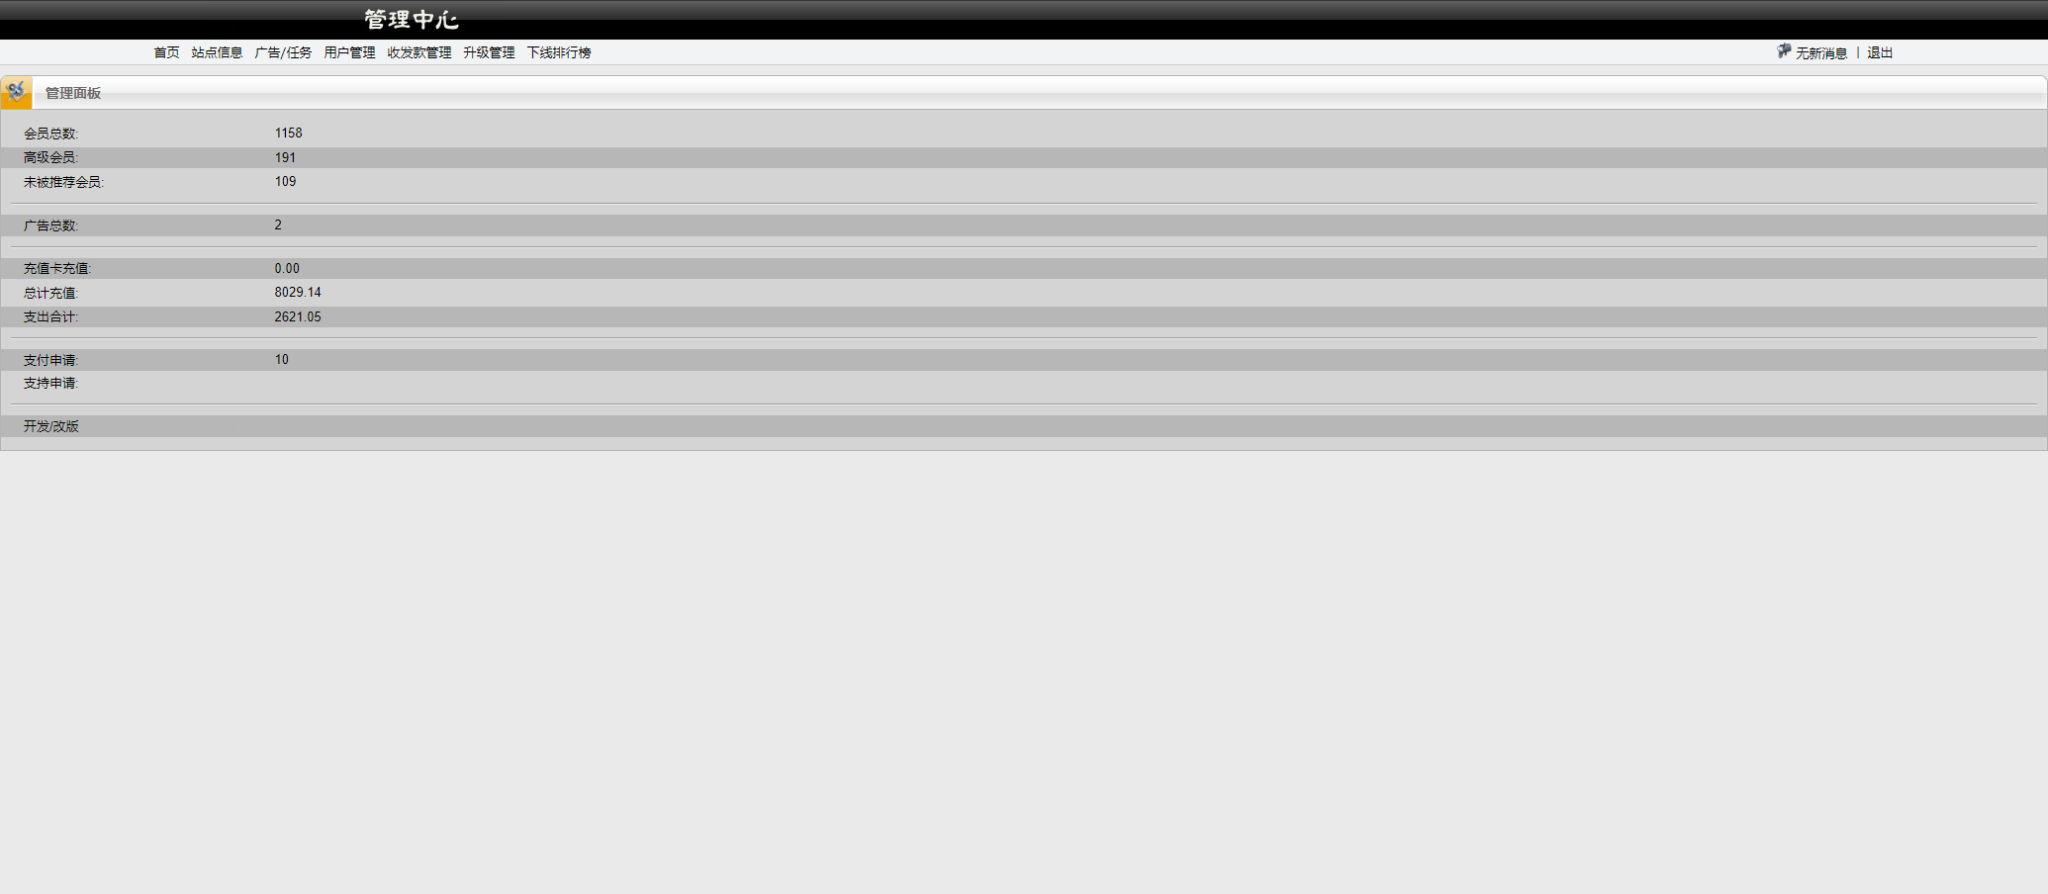 管理中心
首页 站点信息 广告/任务 用户管理 收发款管理 升级管理 下线排行榜 无新消息 | 退出
管理面板
会员总数: 1158
高级会员: 191
未被推荐会员: 109
广告总数: 2
充值卡充值: 0.00
总计充值: 8029.14
支出合计: 2621.05
支付申请: 10
支持申请:
开发/改版